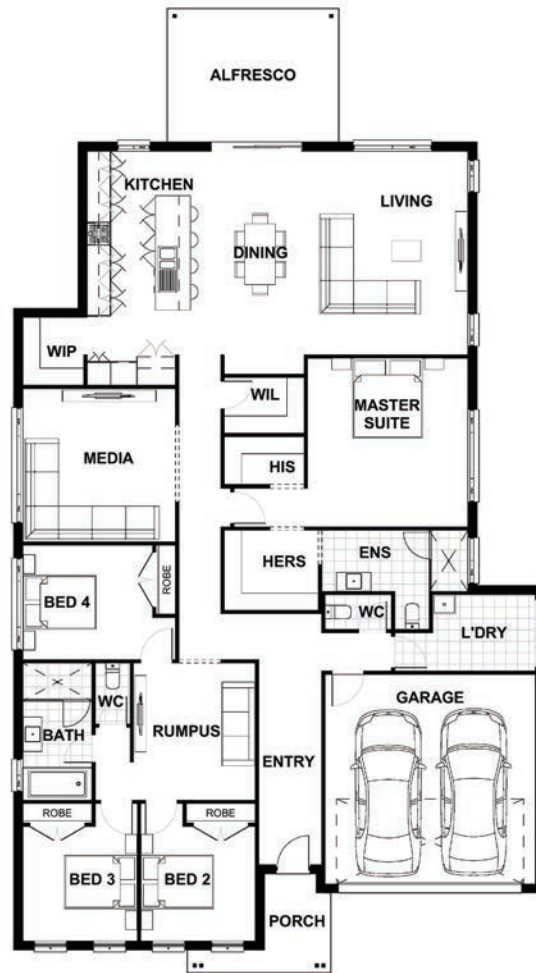 ALFRESCO
KITCHEN
LIVING
DINING
WIP
WIL
MASTER
SUITE
MEDIA
HIS
HERS
ENS
ROBE
BED 4
WC
L'DRY
WC
GARAGE
BATH
RUMPUS
ENTRY
ROBE
ROBE
BED 3
BED 2
PORCH